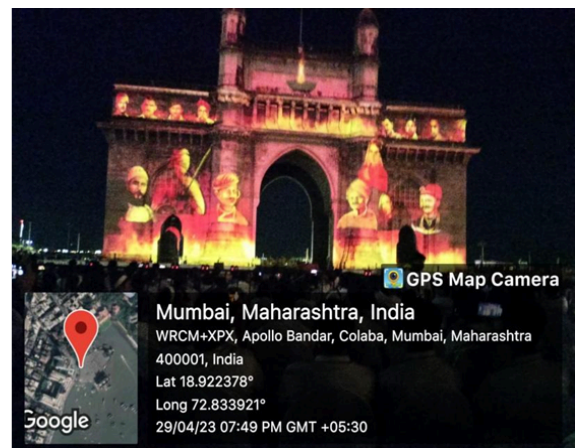 GPS Map Camera
Mumbai, Maharashtra, India
WRCM+XPX, Apollo Bandar, Colaba, Mumbai, Maharashtra
400001, India
Lat 18.922378°
Long 72.833921°
29/04/23 07:49 PM GMT +05:30
Google